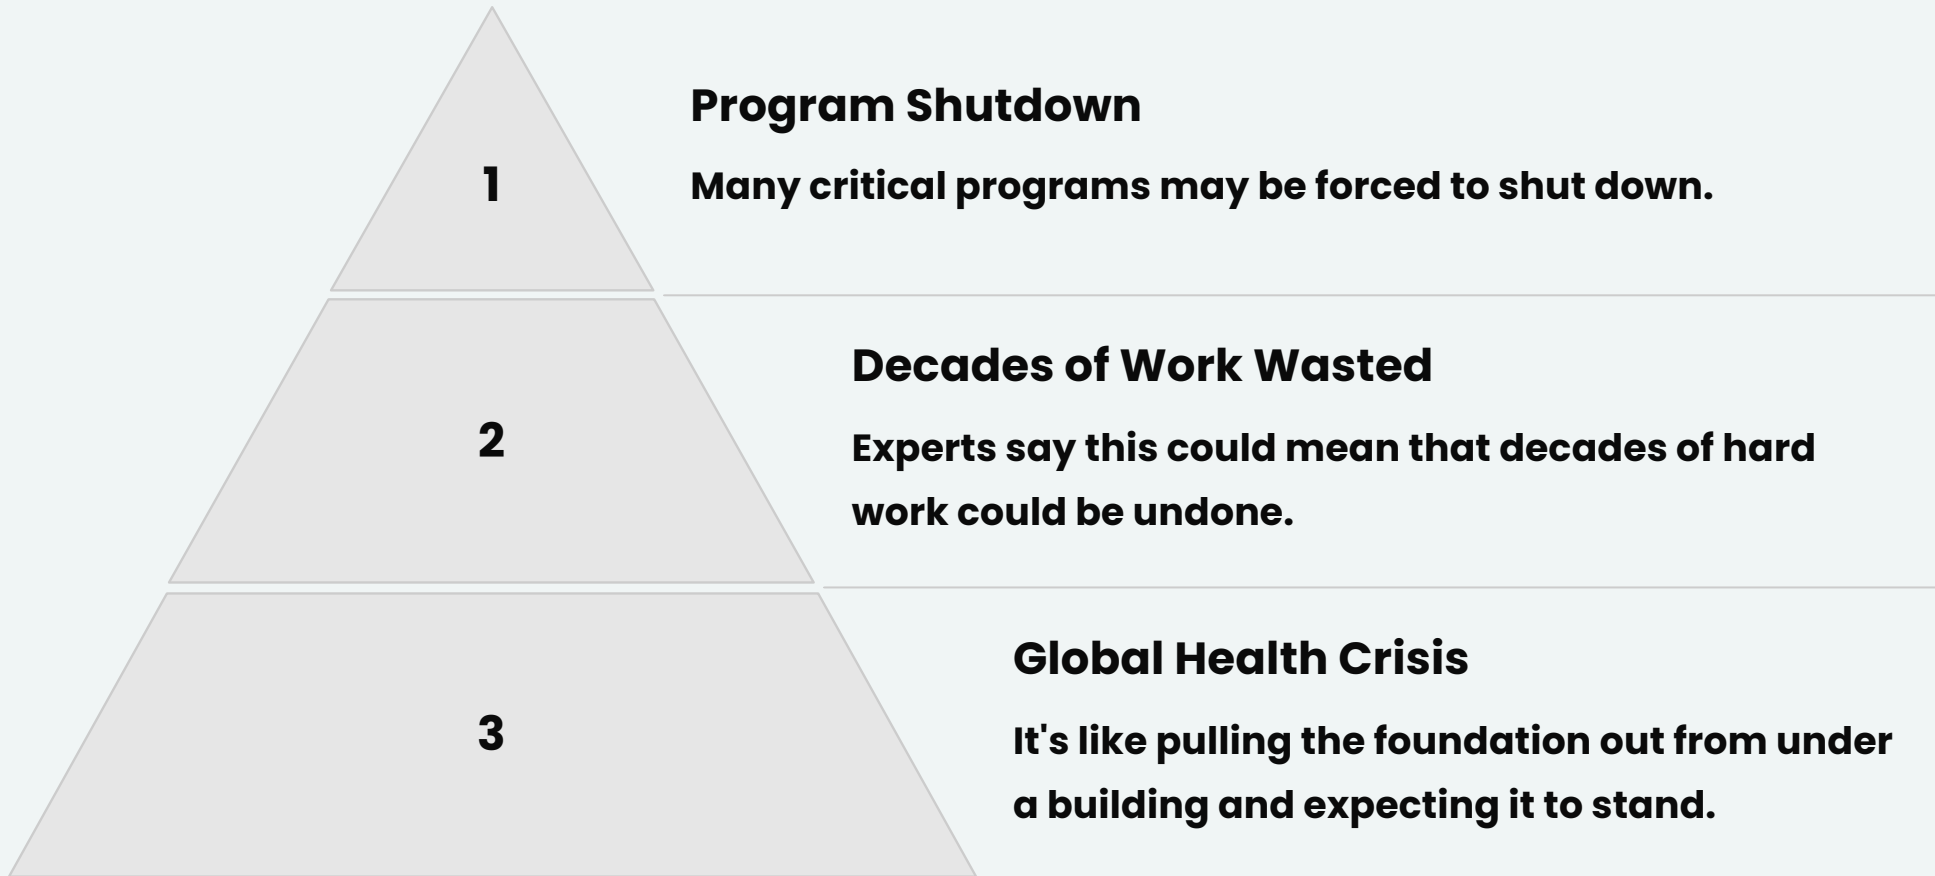 1
Program Shutdown
Many critical programs may be forced to shut down.
2
Decades of Work Wasted
Experts say this could mean that decades of hard
work could be undone.
3
Global Health Crisis
It's like pulling the foundation out from under
a building and expecting it to stand.